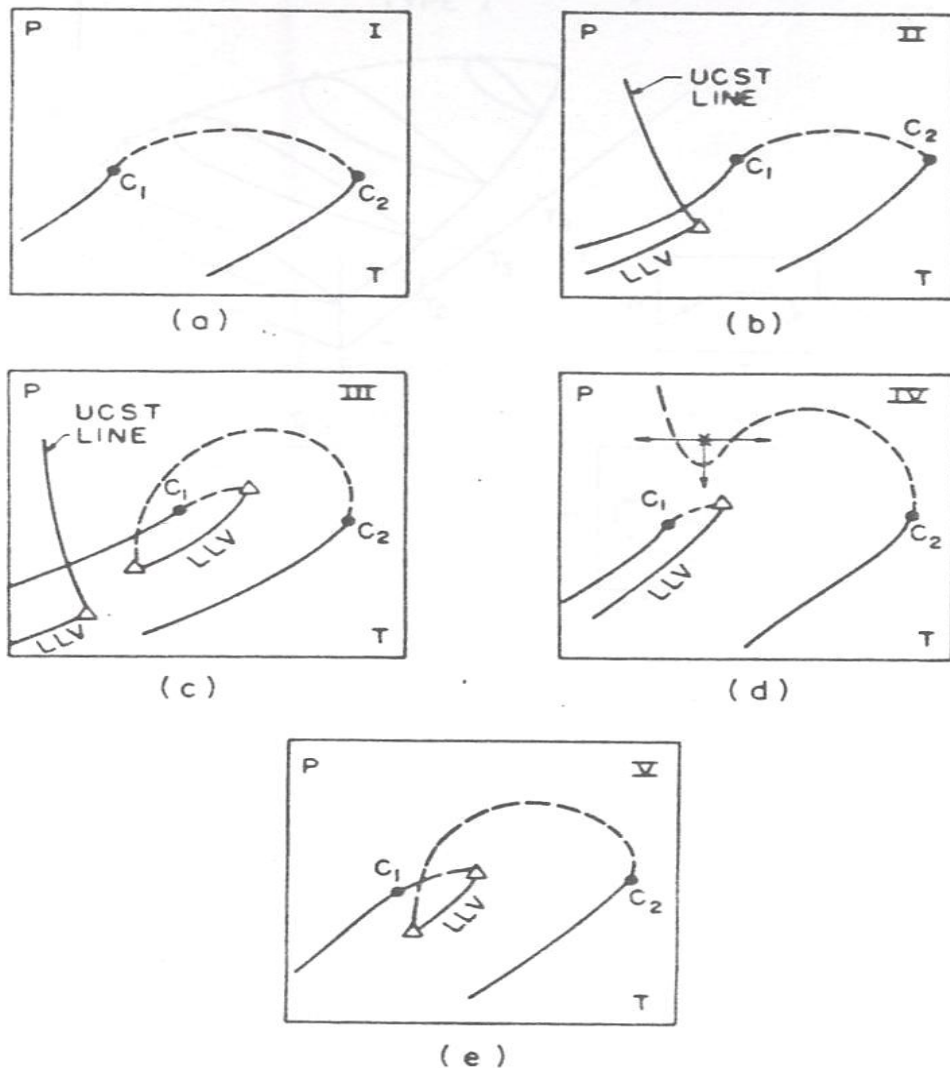 P I
C1
C2
T
(a)
P II
UCST
LINE
C2
C1
LLV
T
(b)
P III
UCST
LINE
C1
C2
LLV
LLV
T
(c)
P IV
C1
C2
LLV
T
(d)
P V
C1
C2
LLV
T
(e)